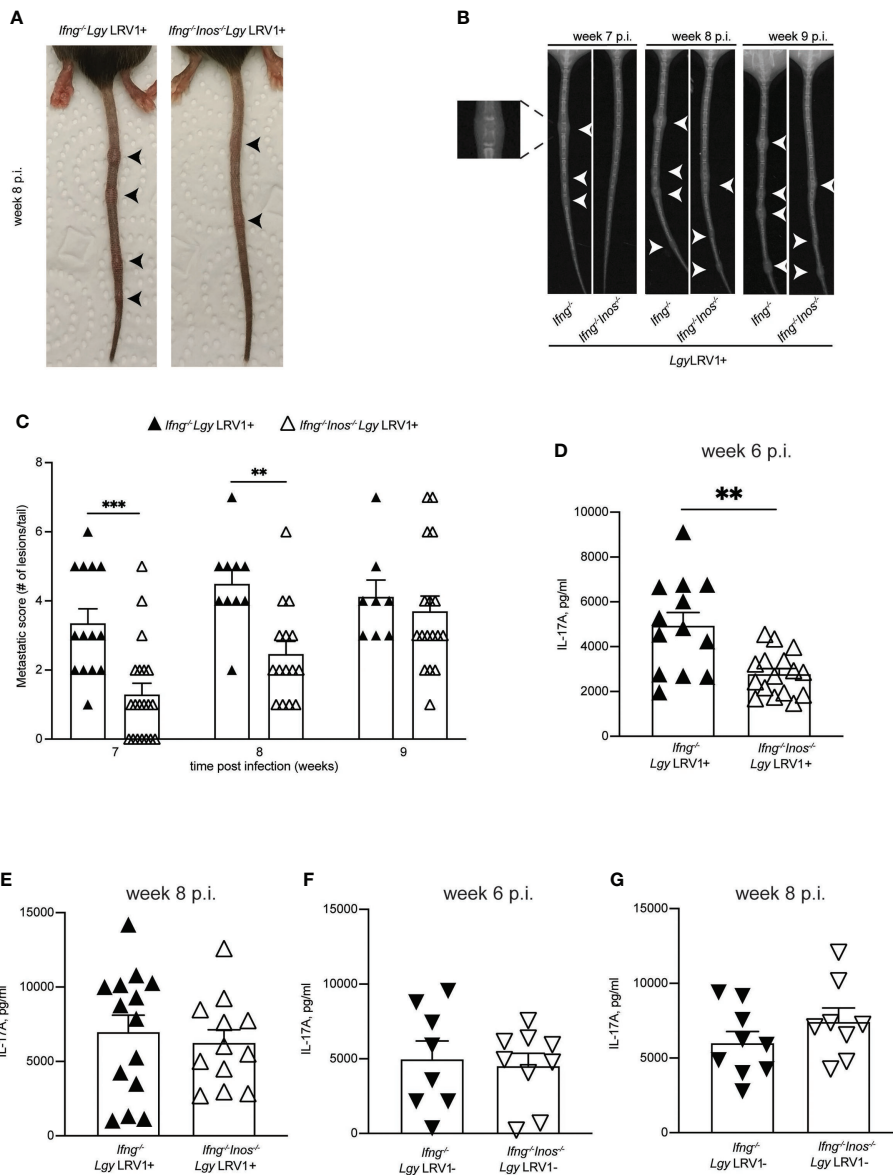 A
Ifng-/- Lgy LRV1+
Ifng-/-Inos-/-Lgy LRV1+
week 8 p.i.
B
week 7 p.i.
week 8 p.i.
week 9 p.i.
Ifng-/-
Ifng-/-Inos-/-
Ifng-/-
Ifng-/-Inos-/-
Ifng-/-
Ifng-/-Inos-/-
LgyLRV1+
C
Ifng-/-Lgy LRV1+
Ifng-/-Inos-/-Lgy LRV1+
Metastatic score (# of lesions/tail)
8
6
4
2
0
***
**
7
8
9
time post infection (weeks)
D
week 6 p.i.
**
IL-17A, pg/ml
10000
8000
6000
4000
2000
0
Ifng-/-
Lgy LRV1+
Ifng-/-Inos-/-
Lgy LRV1+
E
week 8 p.i.
IL-17A, pg/ml
15000
10000
5000
0
Ifng-/-
Lgy LRV1+
Ifng-/-Inos-/-
Lgy LRV1+
F
week 6 p.i.
IL-17A, pg/ml
15000
10000
5000
0
Ifng-/-
Lgy LRV1-
Ifng-/-Inos-/-
Lgy LRV1-
G
week 8 p.i.
IL-17A, pg/ml
15000
10000
5000
0
Ifng-/-
Lgy LRV1-
Ifng-/-Inos-/-
Lgy LRV1-